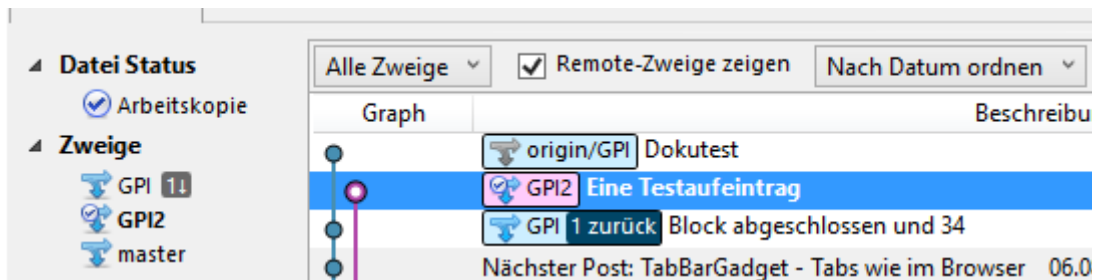 Datei Status
Arbeitskopie
Zweige
GPI 1↓
GPI2
master
Alle Zweige Remote-Zweige zeigen Nach Datum ordnen
Graph Beschreibu
origin/GPI Dokutest
GPI2 Eine Testaufeintrag
GPI 1 zurück Block abgeschlossen und 34
Nächster Post: TabBarGadget - Tabs wie im Browser 06.0